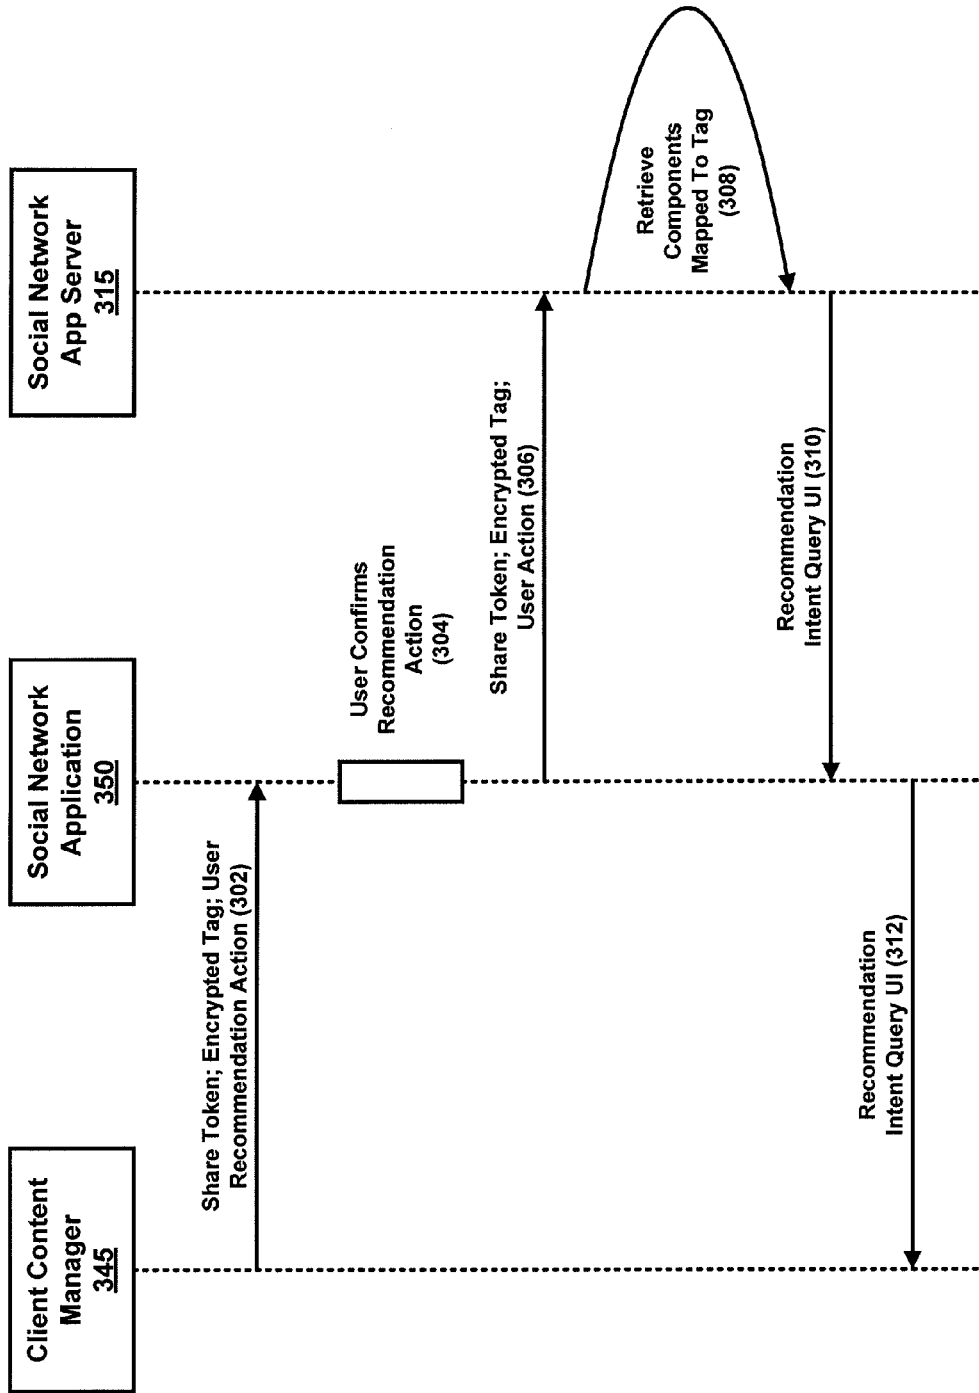 Client Content
Manager
345
Social Network
Application
350
Social Network
App Server
315
Share Token; Encrypted Tag; User
Recommendation Action (302)
User Confirms
Recommendation
Action
(304)
Share Token; Encrypted Tag;
User Action (306)
Retrieve
Components
Mapped To Tag
(308)
Recommendation
Intent Query UI (310)
Recommendation
Intent Query UI (312)